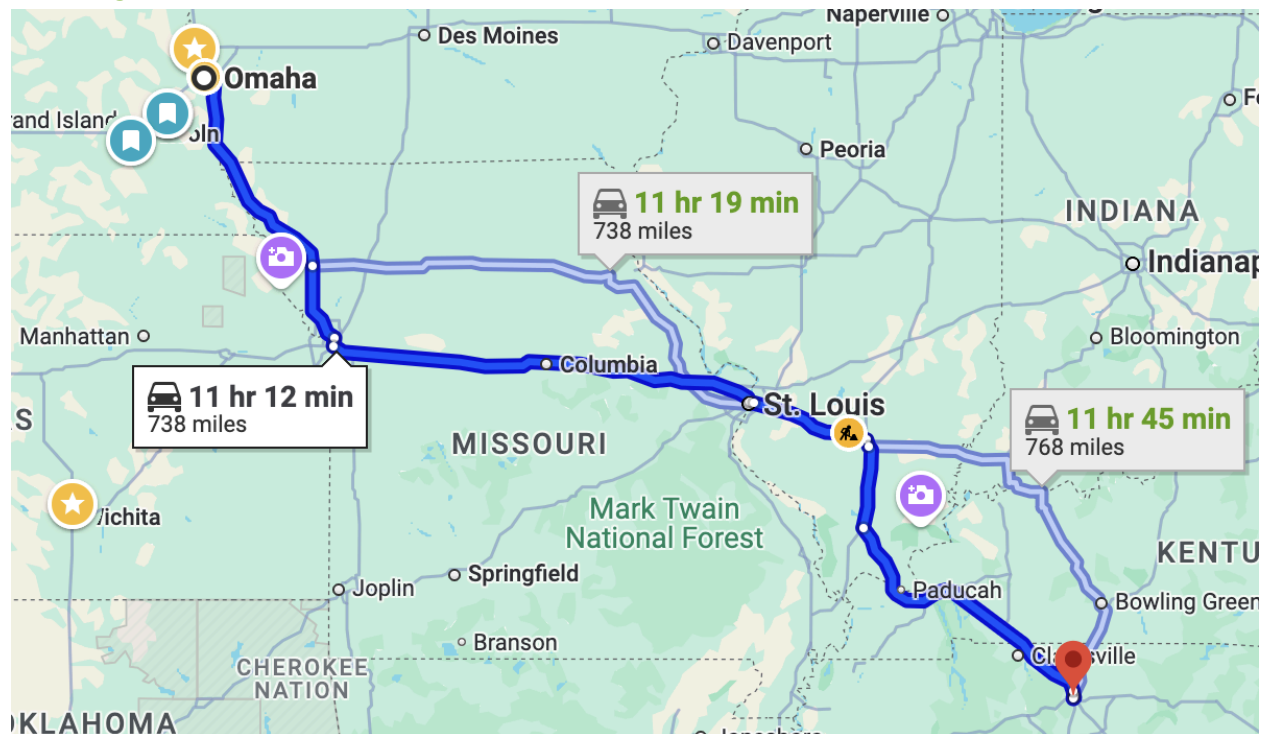 Naperville
Des Moines
Davenport
Omaha
rand Island
oln
Peoria
11 hr 19 min
738 miles
INDIANA
Indianap
Manhattan
Bloomington
Columbia
11 hr 12 min
738 miles
St. Louis
11 hr 45 min
768 miles
S
MISSOURI
Mark Twain
National Forest
Wichita
KENTU
Springfield
Joplin
Paducah
Bowling Green
Branson
Cl
sville
CHEROKEE
NATION
OKLAHOMA